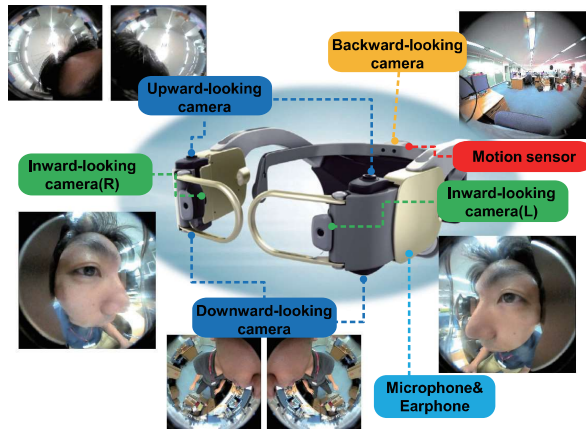 Backward-looking
camera
Upward-looking
camera
Motion sensor
Inward-looking
camera(R)
Inward-looking
camera(L)
Downward-looking
camera
Microphone&
Earphone